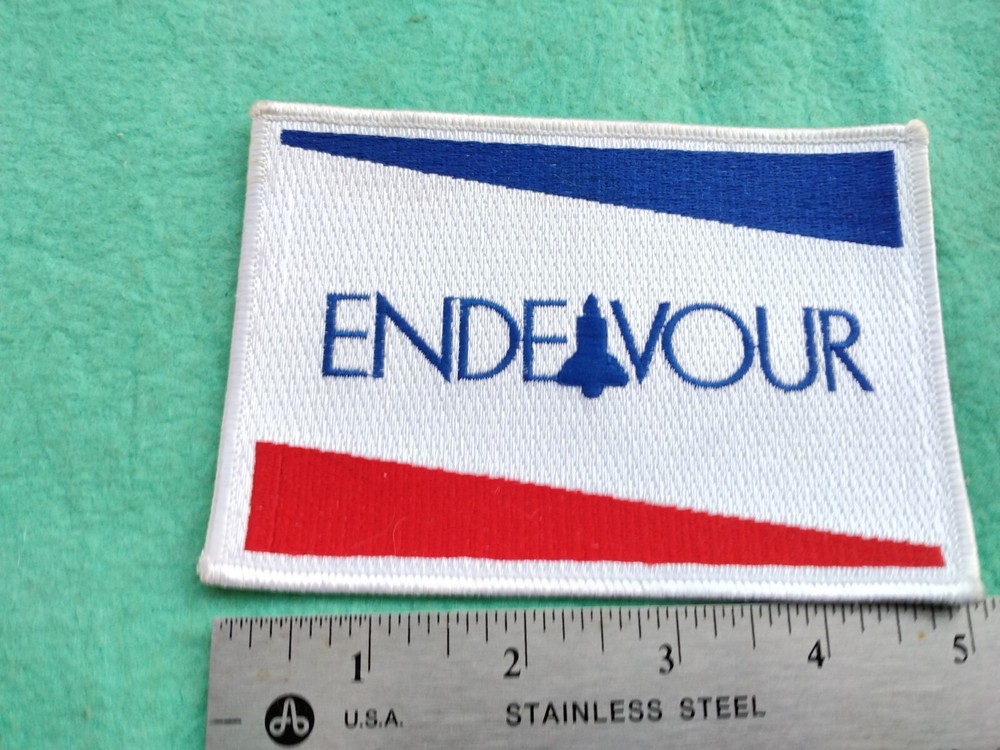 ENDEAVOUR
1 2 3 4 5
U.S.A. STAINLESS STEEL